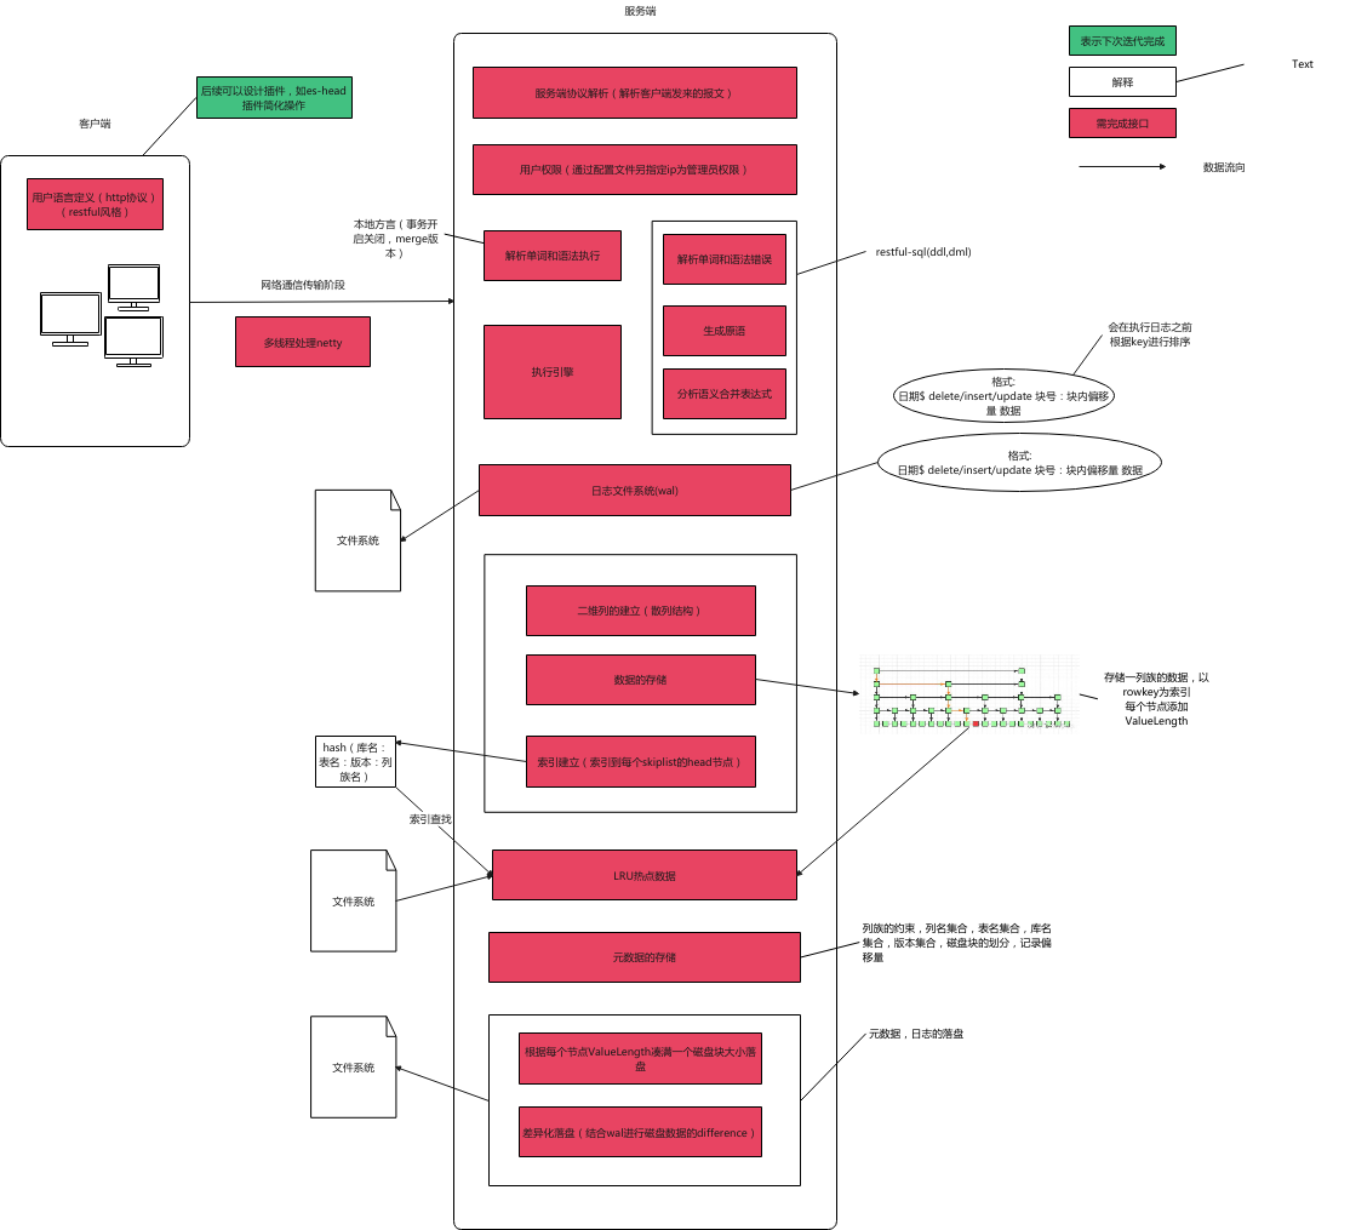 服务端
表示下次迭代完成
解释
Text
需完成接口
数据流向
后续可以设计插件，如es-head
插件简化操作
客户端
用户语言定义（http协议）
（restful风格）
网络通信传输阶段
多线程处理netty
服务端协议解析（解析客户端发来的报文）
用户权限（通过配置文件另指定ip为管理员权限）
本地方言（事务开
启关闭，merge版
本）
解析单词和语法执行
执行引擎
解析单词和语法错误
生成原语
分析语义合并表达式
restful-sql(ddl,dml)
会在执行日志之前
根据key进行排序
格式:
日期$ delete/insert/update 块号：块内偏移
量 数据
格式:
日期$ delete/insert/update 块号：块内偏移量 数据
日志文件系统(wal)
文件系统
二维列的建立（散列结构）
数据的存储
索引建立（索引到每个skiplist的head节点）
存储一列族的数据，以
rowkey为索引
每个节点添加
ValueLength
hash（库名：
表名：版本：列
族名）
索引查找
LRU热点数据
文件系统
元数据的存储
列族的约束，列名集合，表名集合，库名
集合，版本集合，磁盘块的划分，记录偏
移量
文件系统
根据每个节点ValueLength凑满一个磁盘块大小落
盘
差异化落盘（结合wal进行磁盘数据的difference）
元数据，日志的落盘